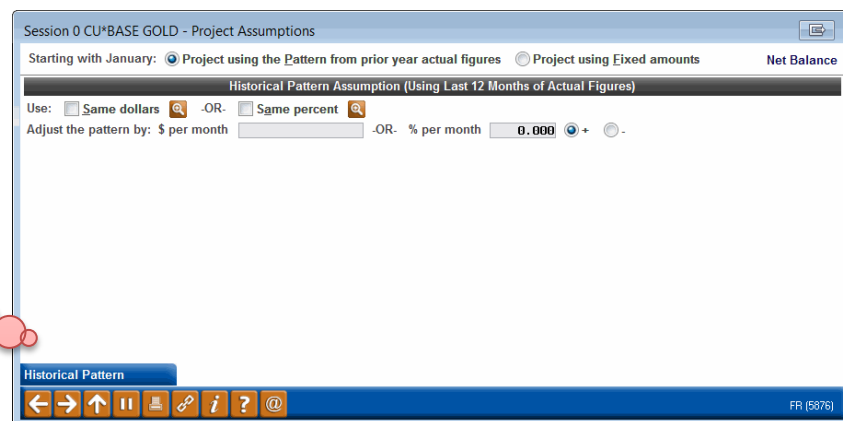 Session 0 CU*BASE GOLD - Project Assumptions
Starting with January: Project using the Pattern from prior year actual figures Project using Fixed amounts Net Balance
Historical Pattern Assumption (Using Last 12 Months of Actual Figures)
Use: Same dollars -OR- Same percent
Adjust the pattern by: $ per month -OR- % per month 0.000 + -
Historical Pattern
i ? @ FR (5876)